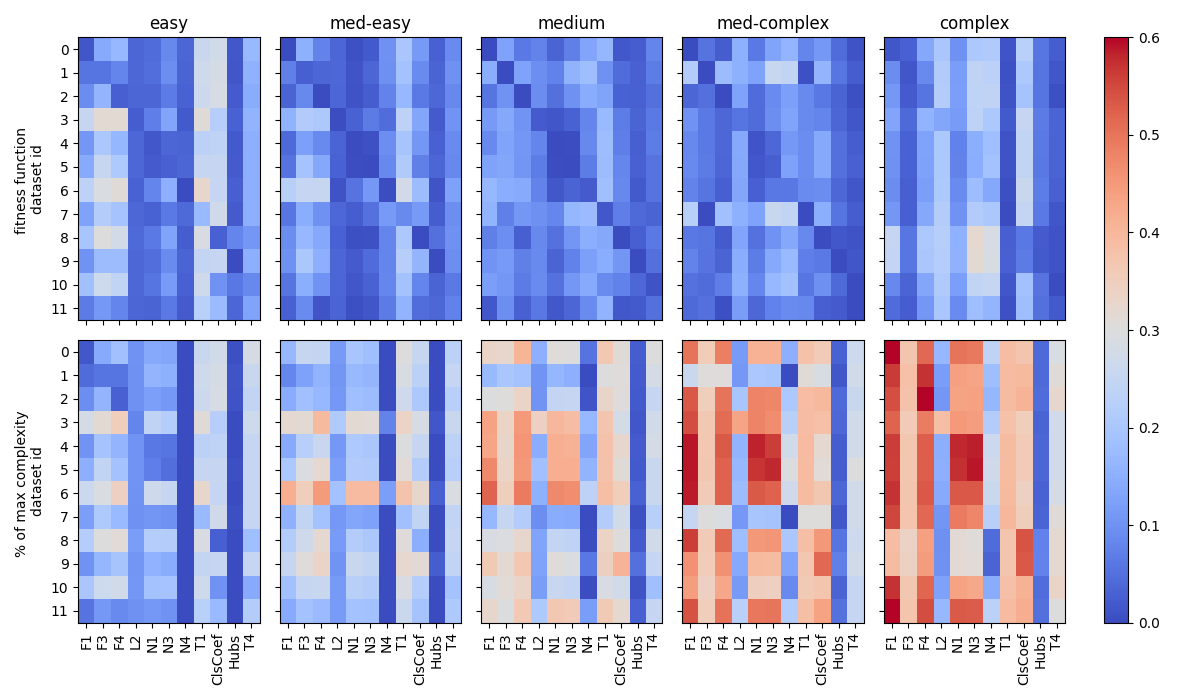 easy
med-easy
medium
med-complex
complex
fitness function
dataset id
0
1
2
3
4
5
6
7
8
9
10
11
% of max complexity
dataset id
0
1
2
3
4
5
6
7
8
9
10
11
F1
F3
F4
L2
N1
N3
N4
T1
ClsCoef
Hubs
T4
F1
F3
F4
L2
N1
N3
N4
T1
ClsCoef
Hubs
T4
F1
F3
F4
L2
N1
N3
N4
T1
ClsCoef
Hubs
T4
F1
F3
F4
L2
N1
N3
N4
T1
ClsCoef
Hubs
T4
F1
F3
F4
L2
N1
N3
N4
T1
ClsCoef
Hubs
T4
0.6
0.5
0.4
0.3
0.2
0.1
0.0